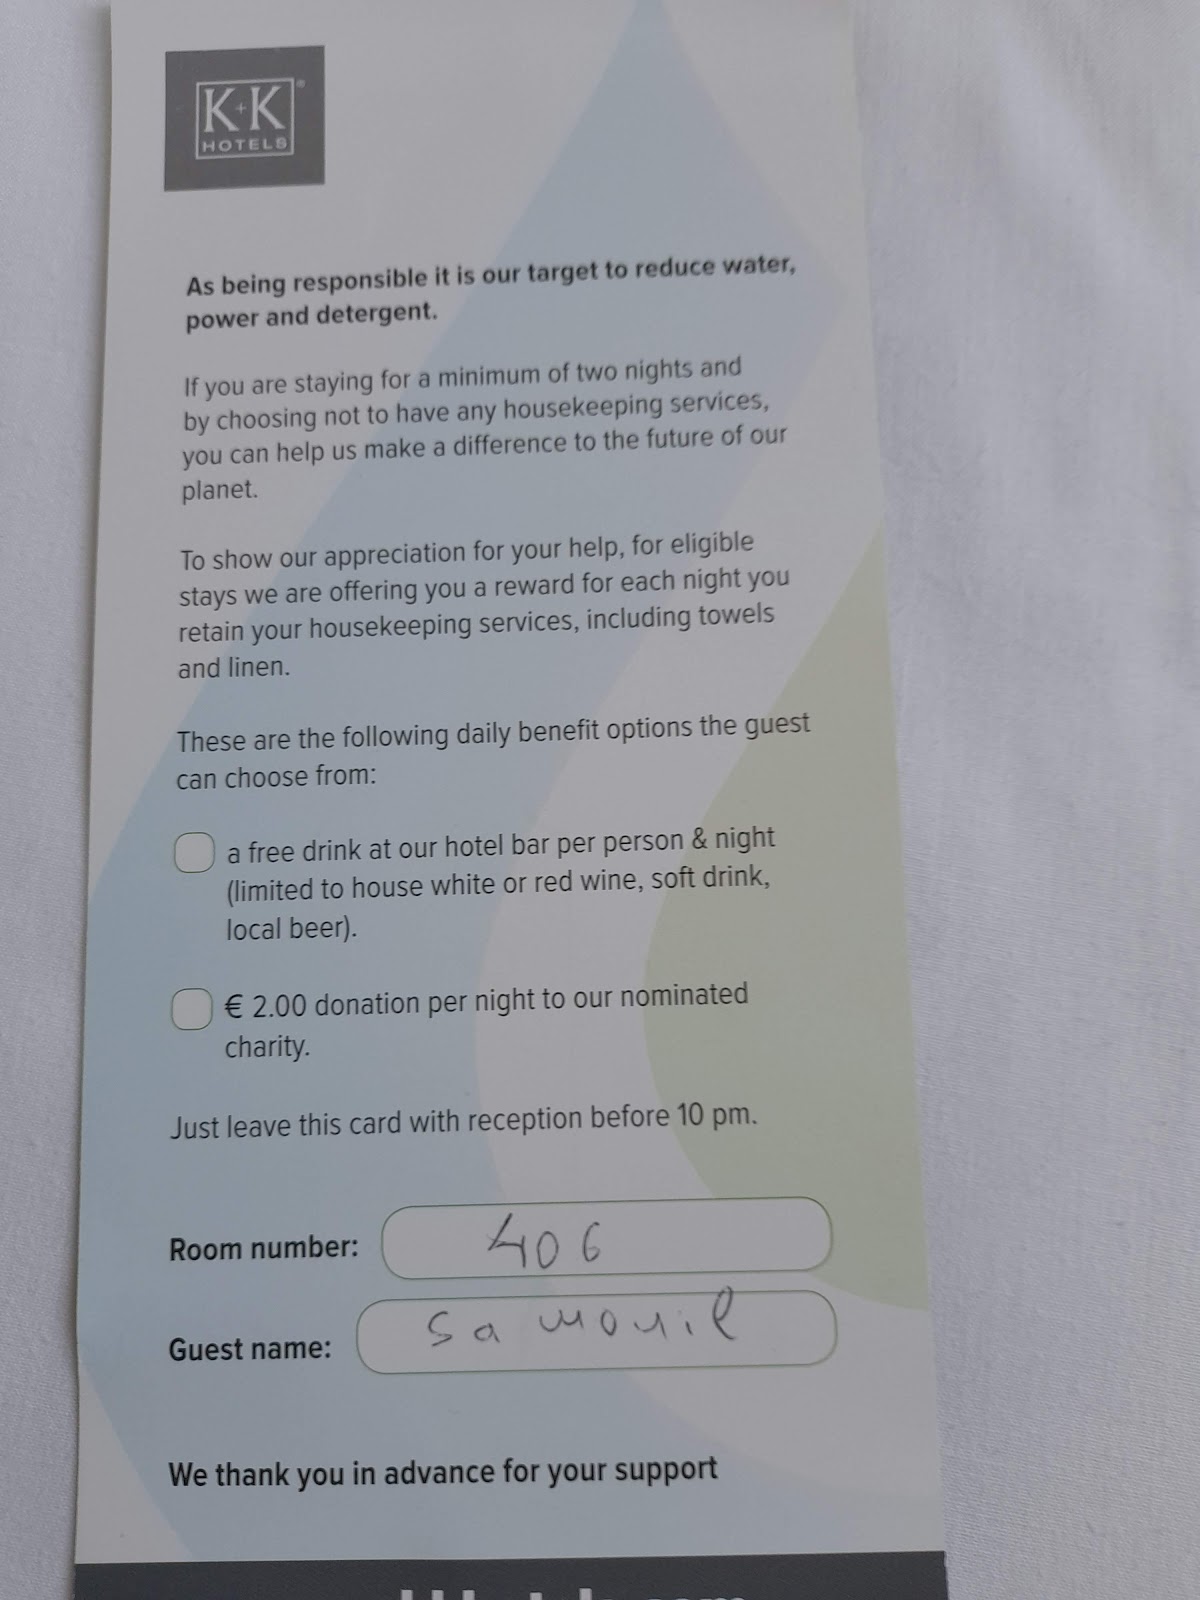 K+K®
HOTELS
As being responsible it is our target to reduce water,
power and detergent.
If you are staying for a minimum of two nights and
by choosing not to have any housekeeping services,
you can help us make a difference to the future of our
planet.
To show our appreciation for your help, for eligible
stays we are offering you a reward for each night you
retain your housekeeping services, including towels
and linen.
These are the following daily benefit options the guest
can choose from:
a free drink at our hotel bar per person & night
(limited to house white or red wine, soft drink,
local beer).
€ 2.00 donation per night to our nominated
charity.
Just leave this card with reception before 10 pm.
Room number: 406
Guest name: Sa
We thank you in advance for your support